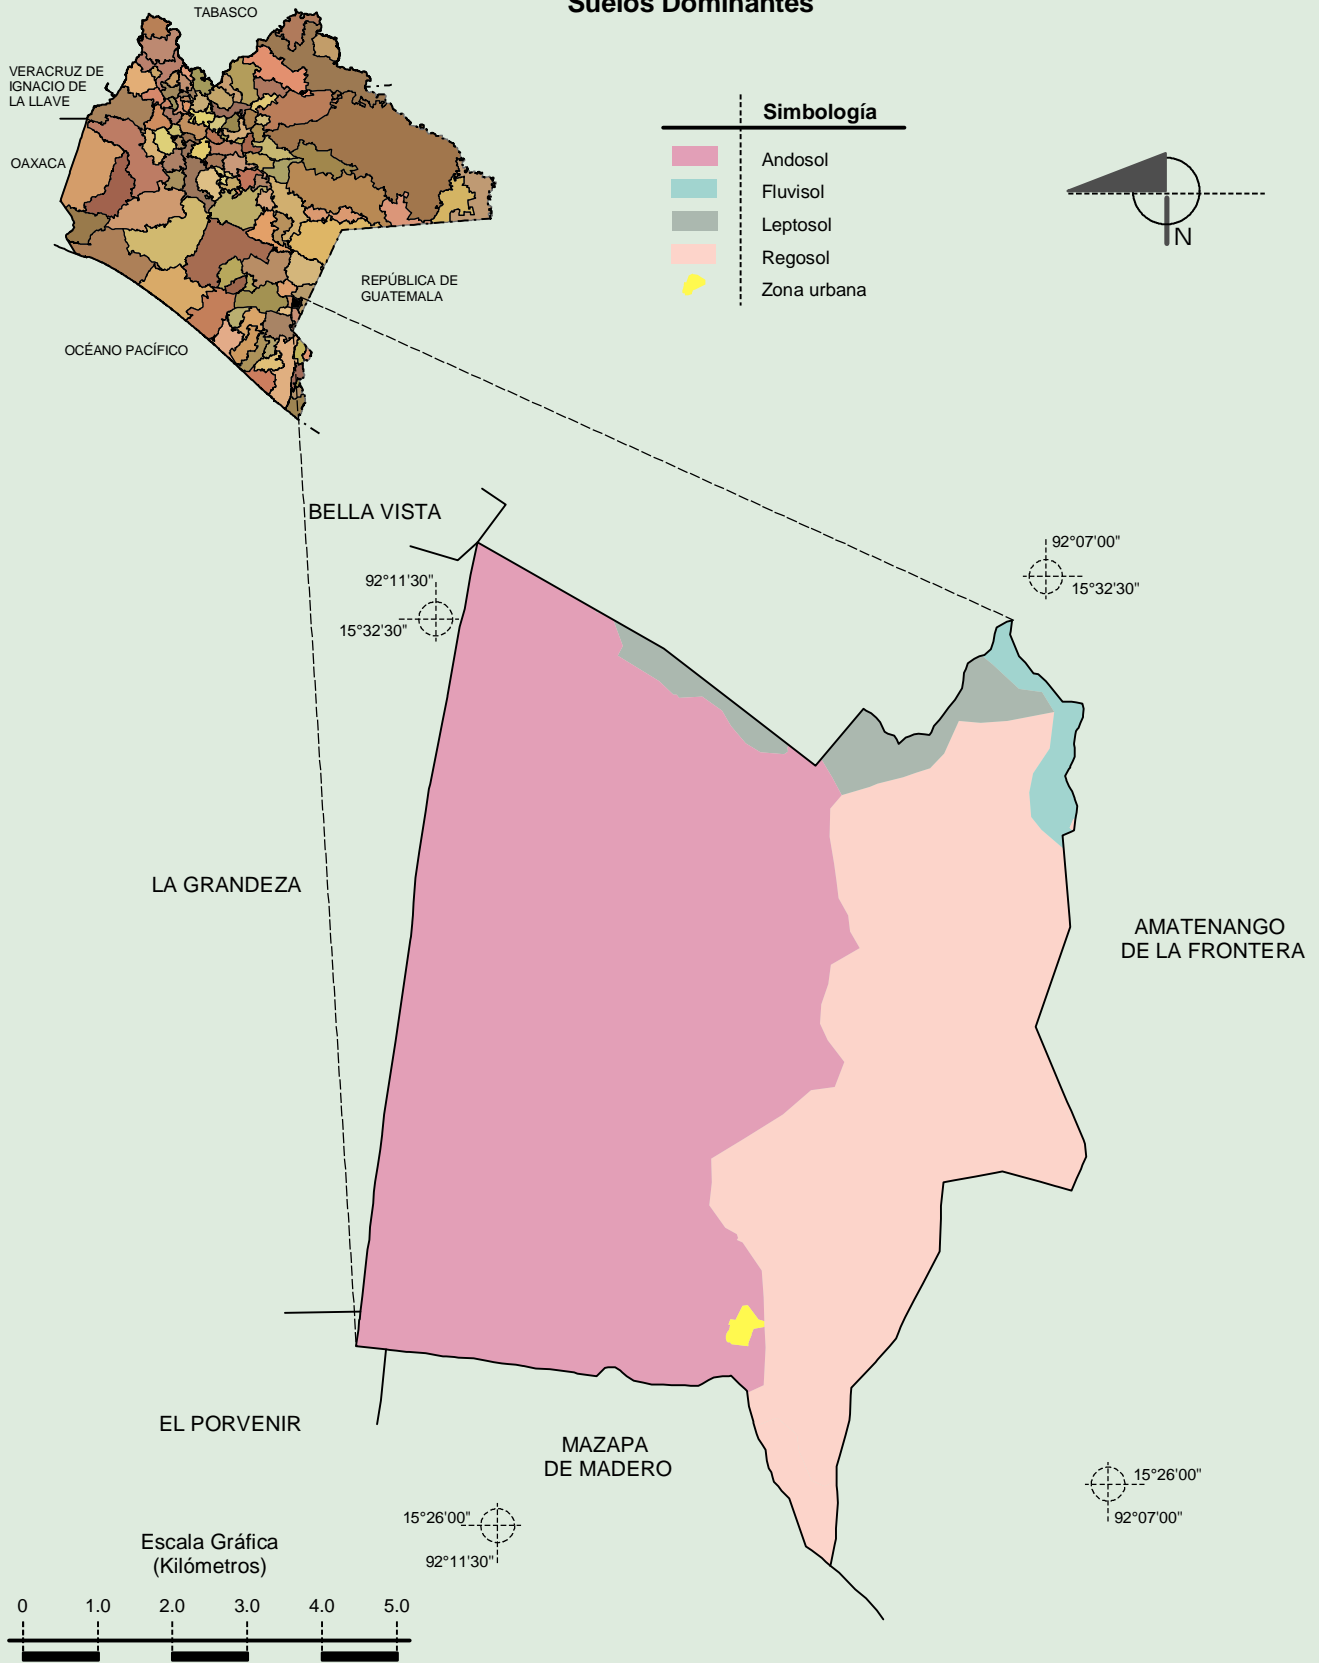 Suelos Dominantes
TABASCO
VERACRUZ DE
IGNACIO DE
LA LLAVE
OAXACA
REPÚBLICA DE
GUATEMALA
OCÉANO PACÍFICO
Simbología
Andosol
Fluvisol
Leptosol
Regosol
Zona urbana
N
BELLA VISTA
92°11'30"
15°32'30"
92°07'00"
15°32'30"
LA GRANDEZA
AMATENANGO
DE LA FRONTERA
EL PORVENIR
MAZAPA
DE MADERO
15°26'00"
92°11'30"
15°26'00"
92°07'00"
Escala Gráfica
(Kilómetros)
0 1.0 2.0 3.0 4.0 5.0